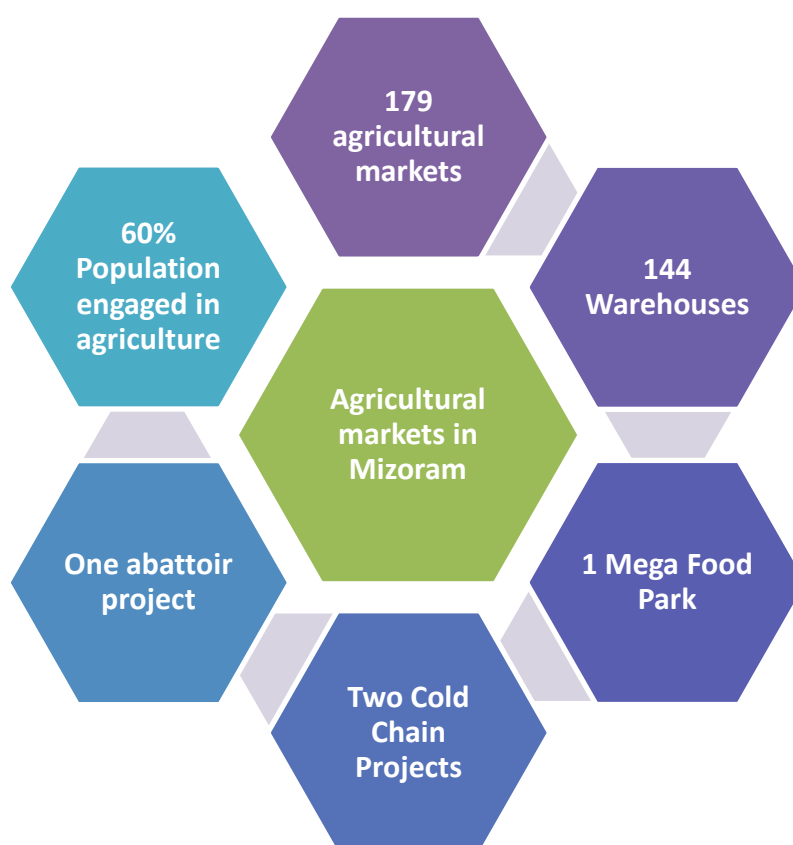 179
agricultural
markets
60%
Population
engaged in
agriculture
144
Warehouses
Agricultural
markets in
Mizoram
One abattoir
project
1 Mega Food
Park
Two Cold
Chain
Projects